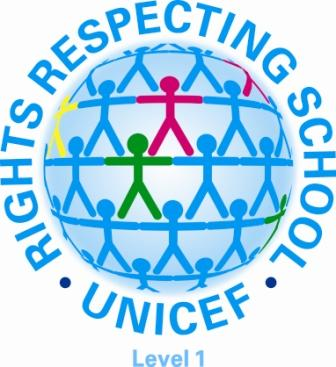 RIGHTS RESPECTING SCHOOL
• UNICEF •
Level 1